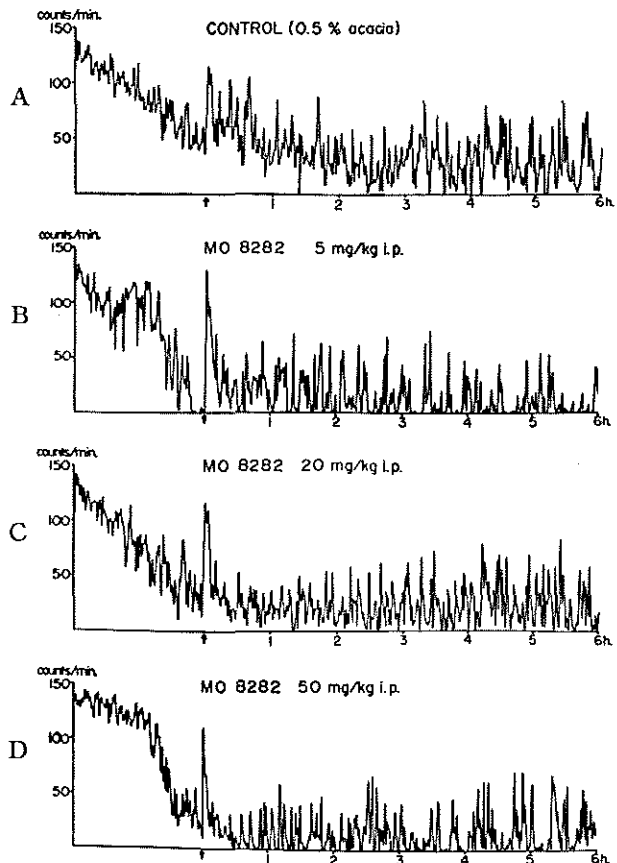 counts/min.
CONTROL (0.5 % acacia)
A
150
100
50
1 2 3 4 5 6h.
counts/min.
MO 8282 5 mg/kg i.p.
B
150
100
50
1 2 3 4 5 6h.
counts/min.
MO 8282 20 mg/kg i.p.
C
150
100
50
1 2 3 4 5 6h.
counts/min.
MO 8282 50 mg/kg i.p.
D
150
100
50
1 2 3 4 5 6h.